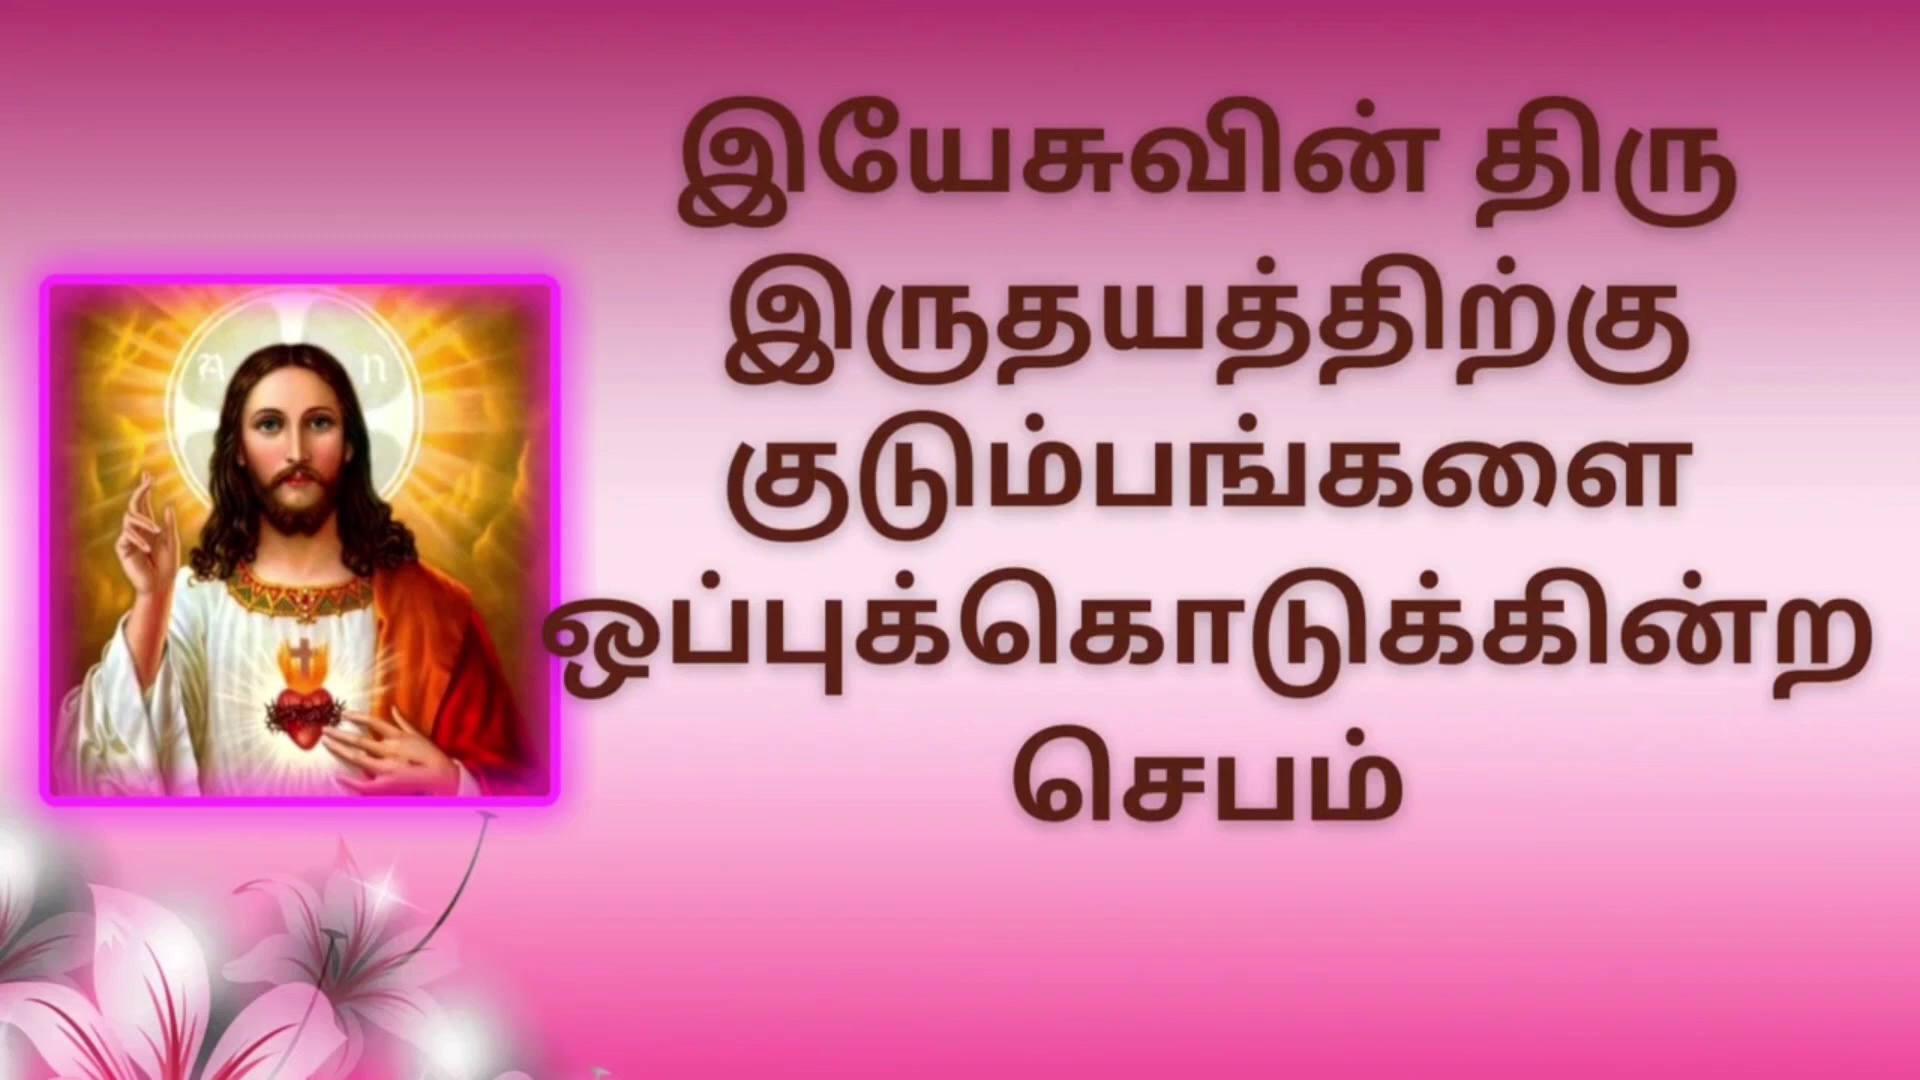 இயேசுவின் திரு
இருதயத்திற்கு
குடும்பங்களை
ஒப்புக்கொடுக்கின்ற
செபம்
A Ω